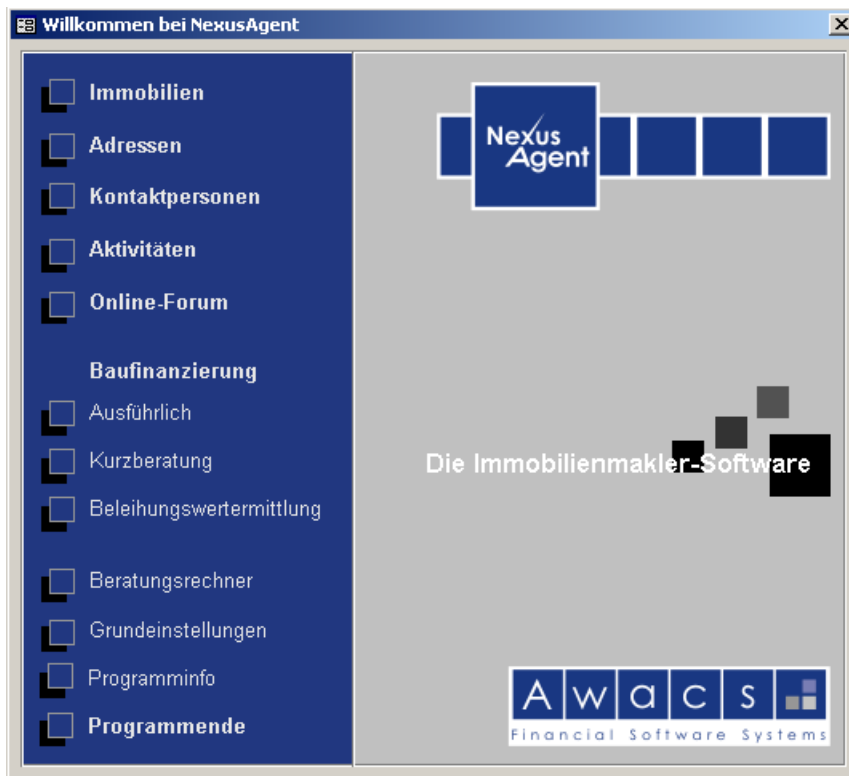 Willkommen bei NexusAgent
Immobilien
Adressen
Kontaktpersonen
Aktivitäten
Online-Forum
Baufinanzierung
Ausführlich
Kurzberatung
Beleihungswertermittlung
Beratungsrechner
Grundeinstellungen
Programminfo
Programmende
Nexus
Agent
Die Immobilienmakler-Software
Awacs
Financial Software Systems